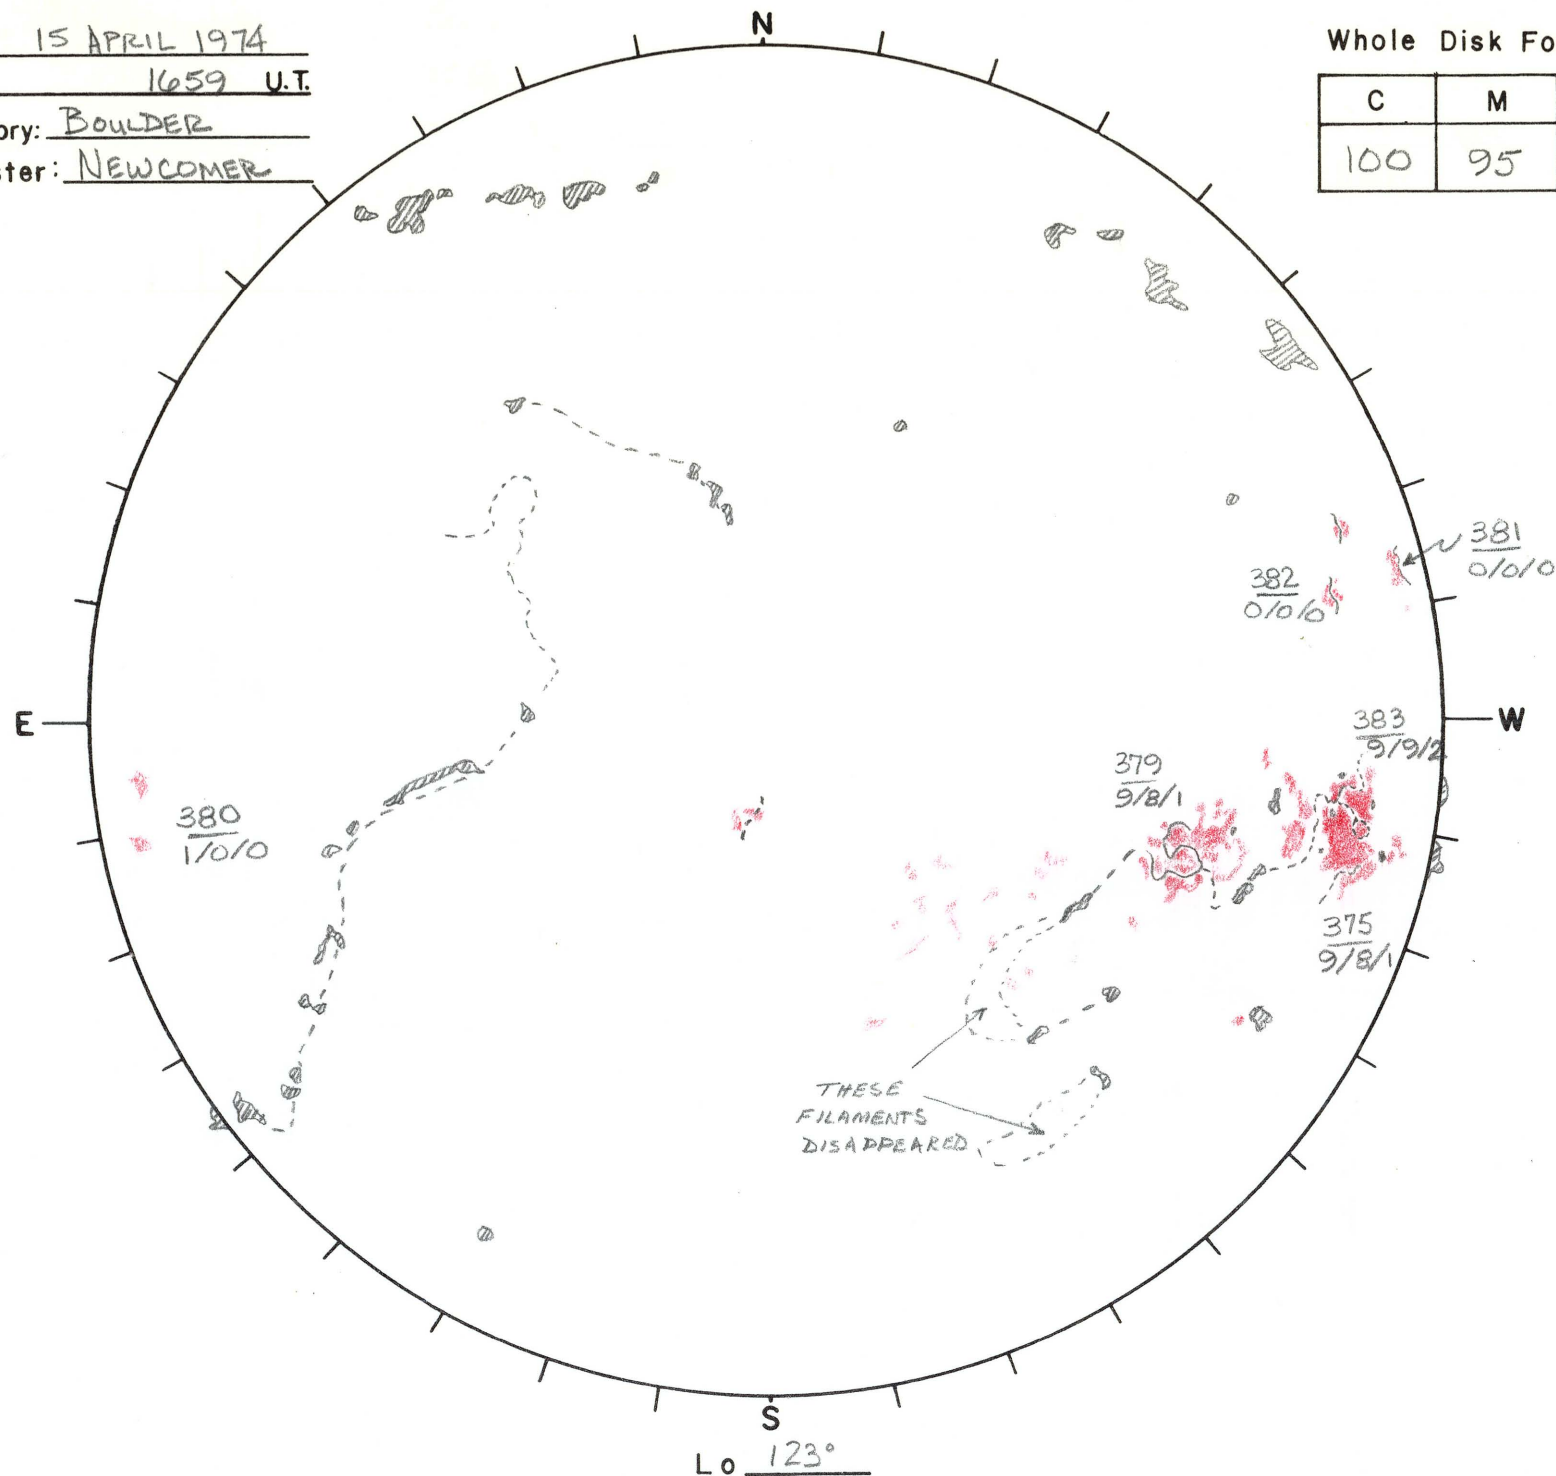 15 APRIL 1974
1659 U.T.
ory: BOULDER
ster: NEWCOMER
N
Whole Disk Fo
C M
100 95
381
0/0/0
382
0/0/0
E
W
383
9/9/2
379
9/8/1
380
1/0/0
375
9/8/1
THESE
FILAMENTS
DISAPPEARED
S
Lo 123°